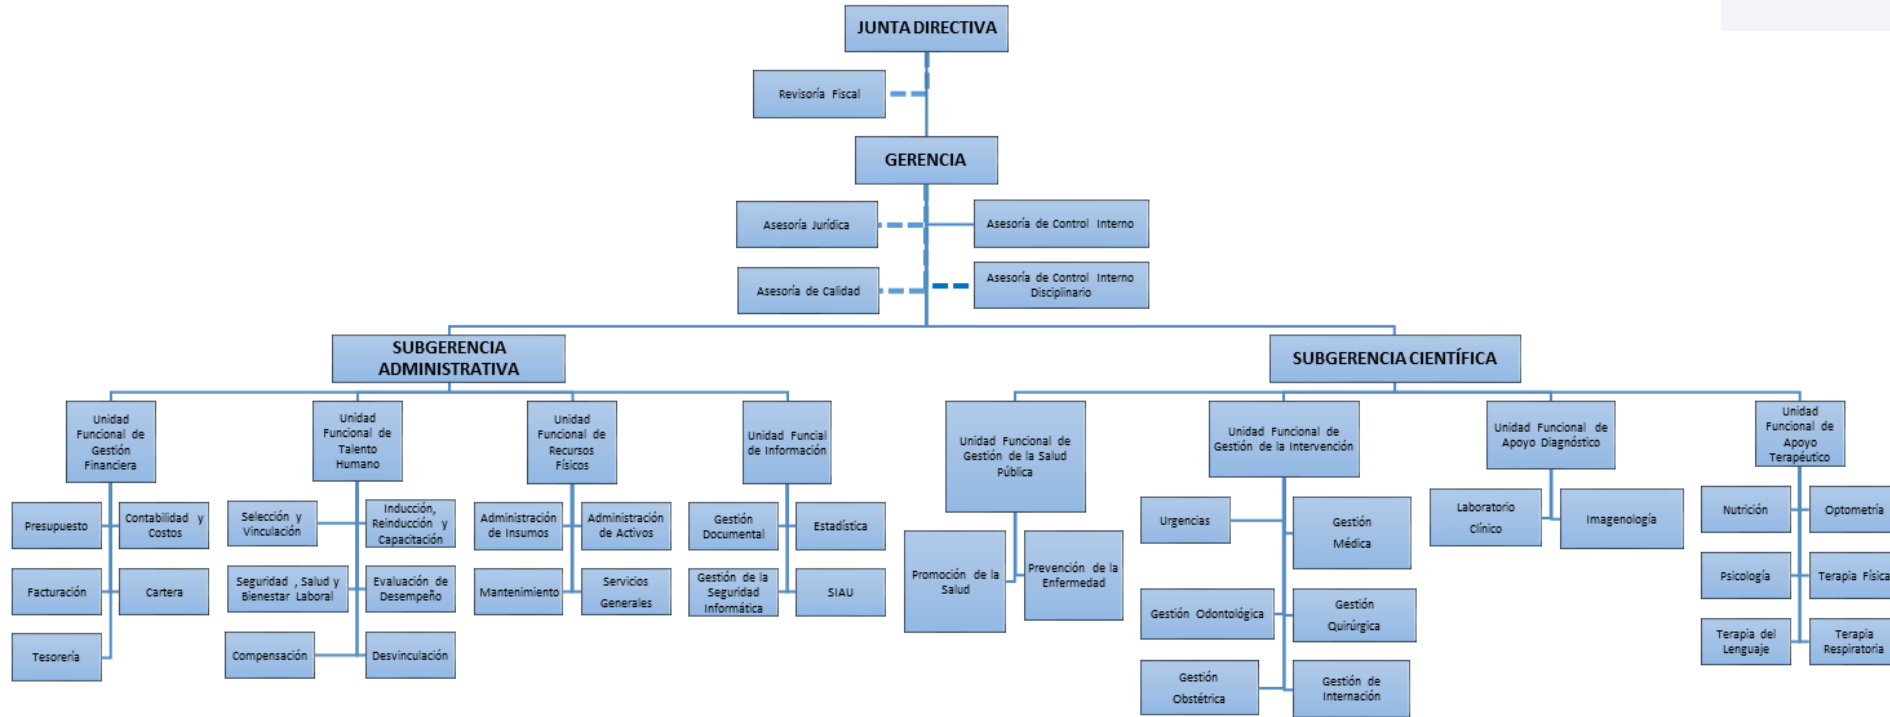 JUNTA DIRECTIVA
Revisoría Fiscal
GERENCIA
Asesoría Jurídica
Asesoría de Control Interno
Asesoría de Calidad
Asesoría de Control Interno
Disciplinario
SUBGERENCIA
ADMINISTRATIVA
SUBGERENCIA CIENTÍFICA
Unidad
Funcional de
Gestión
Financiera
Unidad
Funcional de
Talento
Humano
Unidad
Funcional de
Recursos
Físicos
Unidad Funcial
de Información
Unidad Funcional de
Gestión de la Salud
Pública
Unidad Funcional de
Gestión de la Intervención
Unidad Funcional de
Apoyo Diagnóstico
Unidad
Funcional de
Apoyo
Terapéutico
Presupuesto
Contabilidad y
Costos
Facturación
Cartera
Tesorería
Selección y
Vinculación
Inducción,
Reinducción y
Capacitación
Seguridad , Salud y
Bienestar Laboral
Evaluación de
Desempeño
Compensación
Desvinculación
Administración
de Insumos
Administración
de Activos
Mantenimiento
Servicios
Generales
Gestión
Documental
Estadística
Gestión de la
Seguridad
Informática
SIAU
Promoción de la
Salud
Prevención de la
Enfermedad
Urgencias
Gestión
Médica
Gestión Odontológica
Gestión
Quirúrgica
Gestión
Obstétrica
Gestión de
Internación
Laboratorio
Clínico
Imagenología
Nutrición
Optometría
Psicología
Terapia Física
Terapia del
Lenguaje
Terapia
Respiratoria